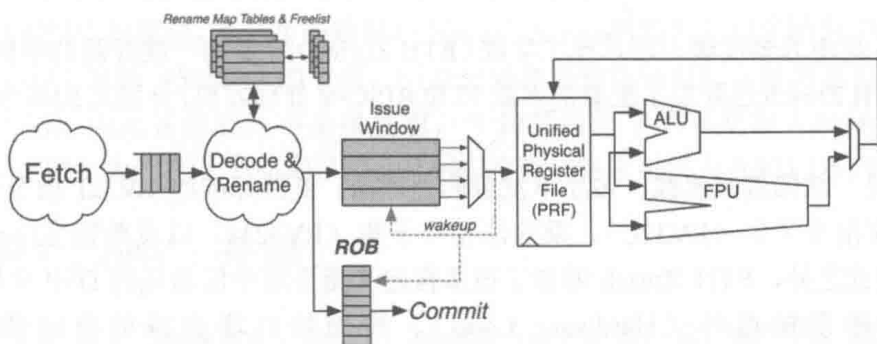 Rename Map Tables & Freelist
Issue
Window
Unified
Physical
Register
File
(PRF)
ALU
FPU
Fetch
Decode &
Rename
wakeup
ROB
Commit